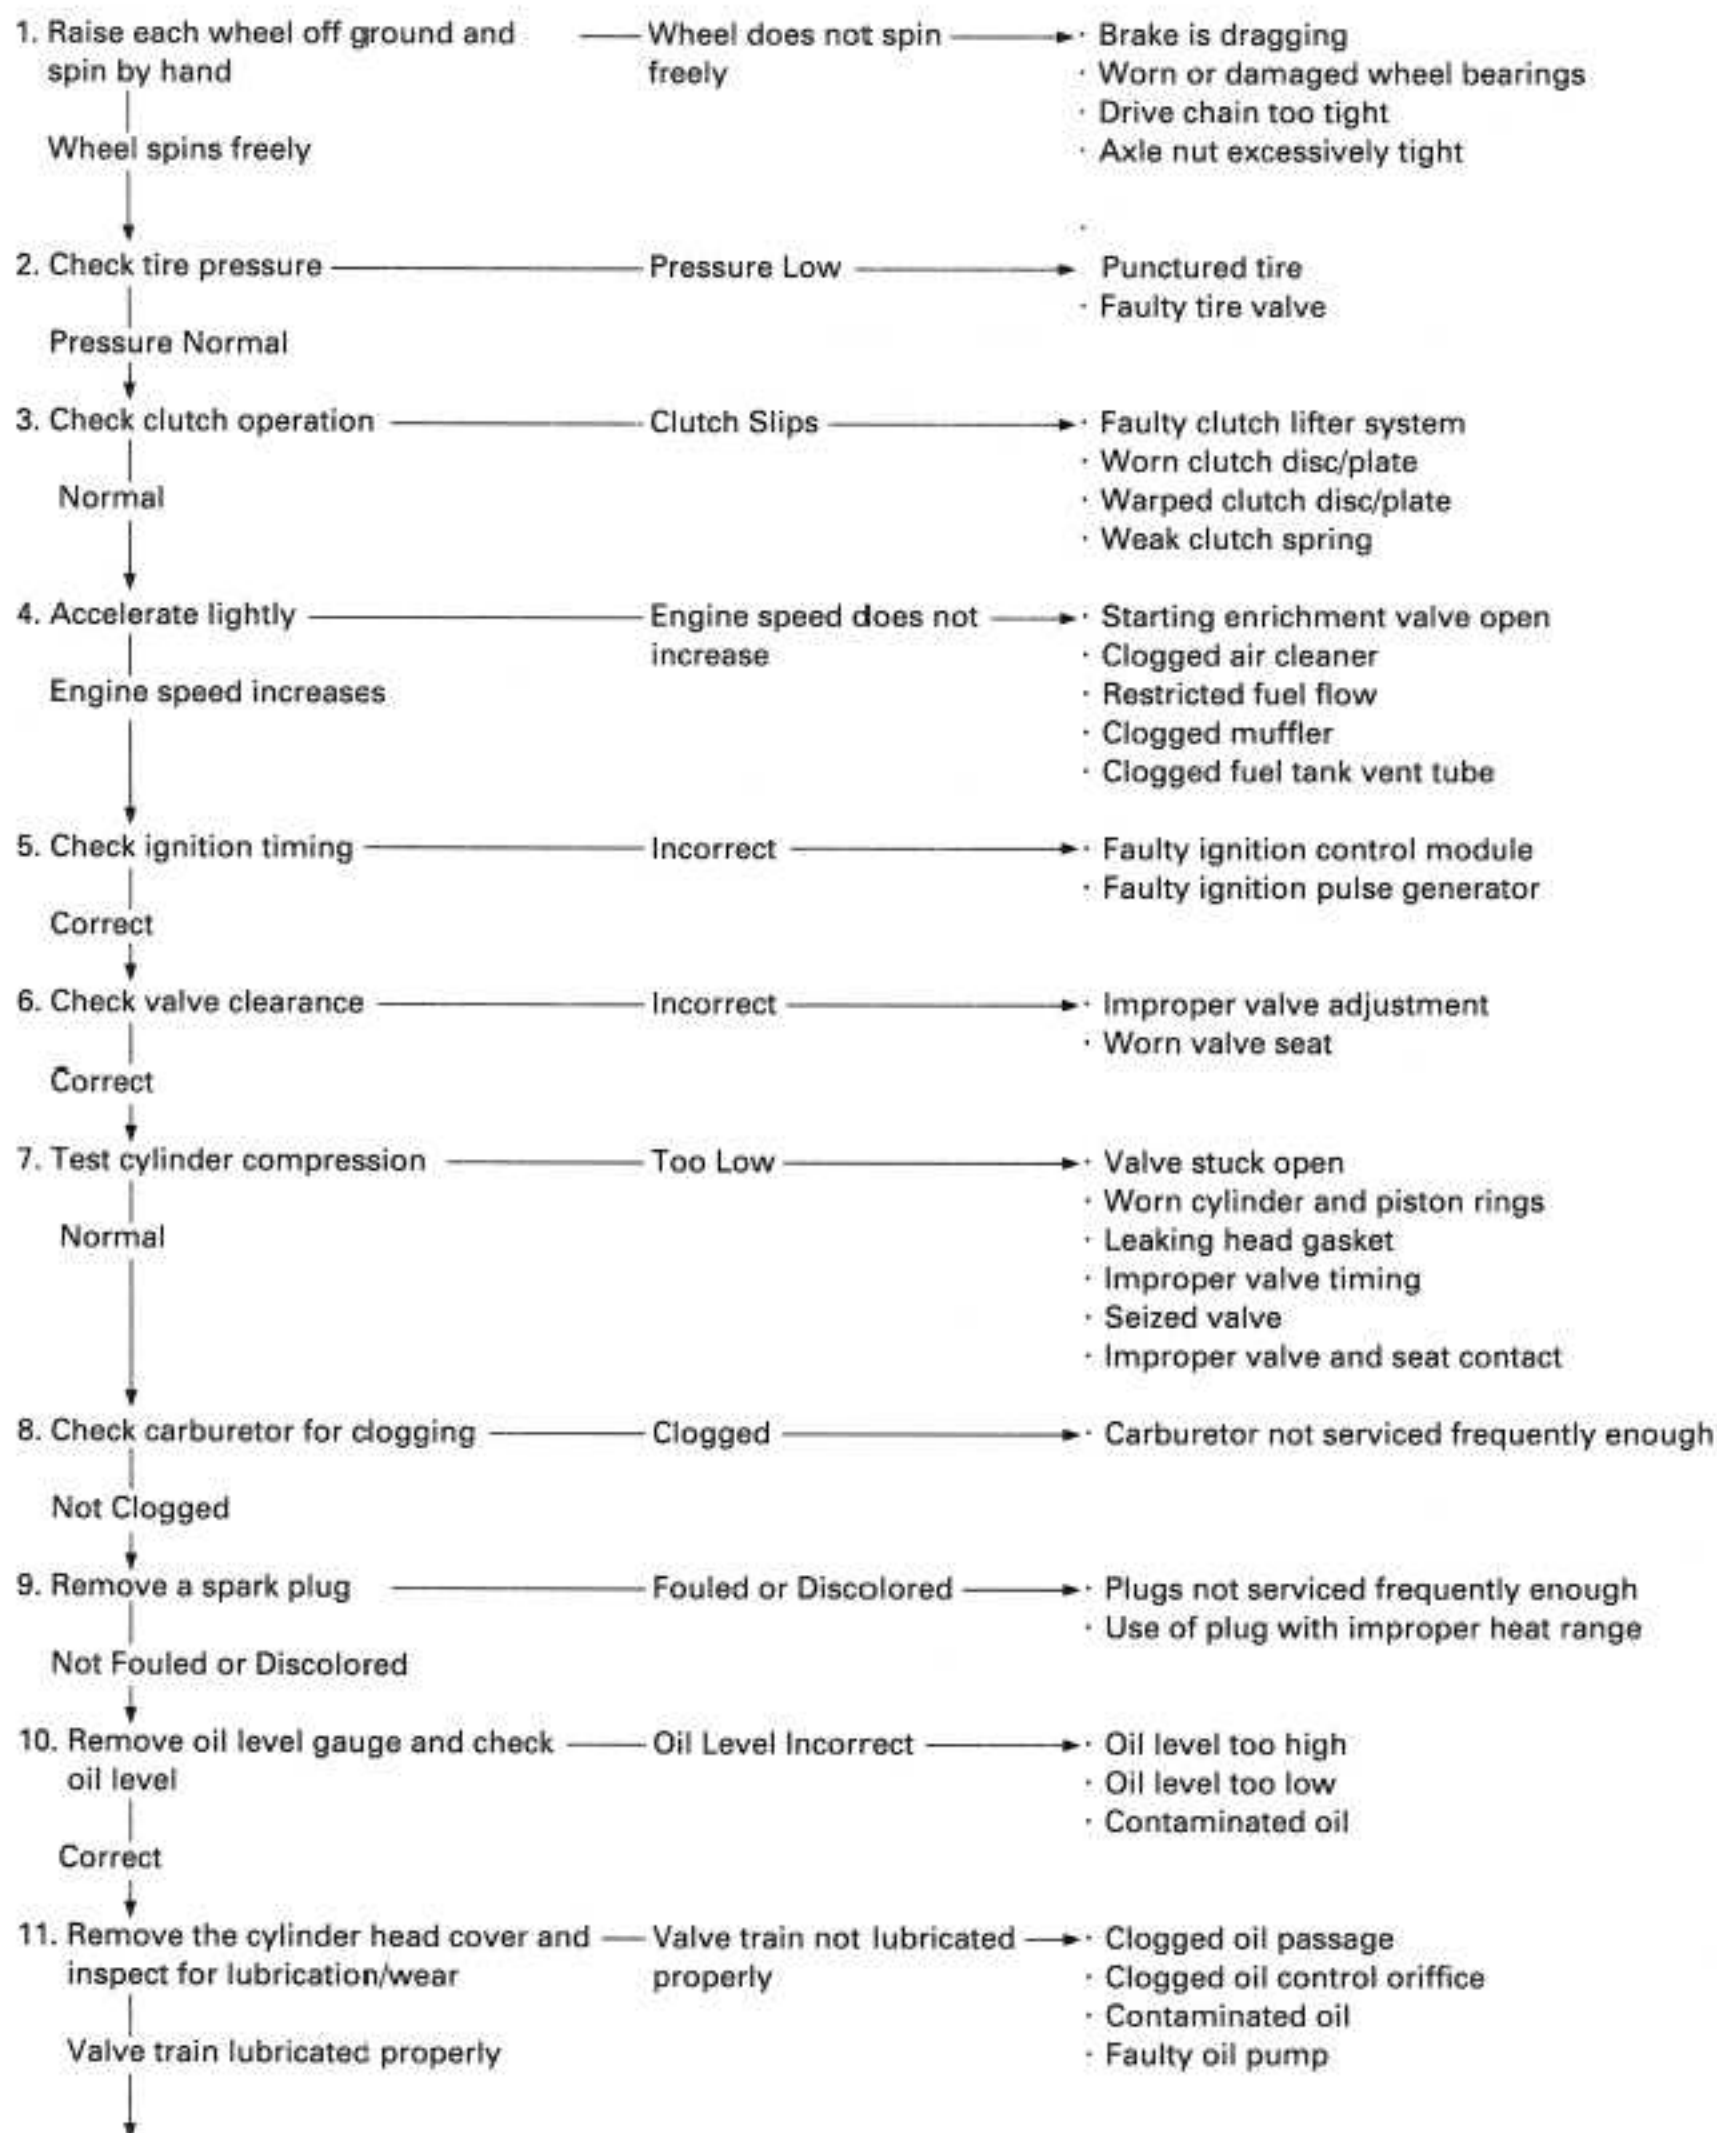 1. Raise each wheel off ground and spin by hand
Wheel does not spin freely
· Brake is dragging
· Worn or damaged wheel bearings
· Drive chain too tight
· Axle nut excessively tight
Wheel spins freely
2. Check tire pressure
Pressure Low
· Punctured tire
· Faulty tire valve
Pressure Normal
3. Check clutch operation
Clutch Slips
· Faulty clutch lifter system
· Worn clutch disc/plate
· Warped clutch disc/plate
· Weak clutch spring
Normal
4. Accelerate lightly
Engine speed does not increase
· Starting enrichment valve open
· Clogged air cleaner
· Restricted fuel flow
· Clogged muffler
· Clogged fuel tank vent tube
Engine speed increases
5. Check ignition timing
Incorrect
· Faulty ignition control module
· Faulty ignition pulse generator
Correct
6. Check valve clearance
Incorrect
· Improper valve adjustment
· Worn valve seat
Correct
7. Test cylinder compression
Too Low
· Valve stuck open
· Worn cylinder and piston rings
· Leaking head gasket
· Improper valve timing
· Seized valve
· Improper valve and seat contact
Normal
8. Check carburetor for clogging
Clogged
· Carburetor not serviced frequently enough
Not Clogged
9. Remove a spark plug
Fouled or Discolored
· Plugs not serviced frequently enough
· Use of plug with improper heat range
Not Fouled or Discolored
10. Remove oil level gauge and check oil level
Oil Level Incorrect
· Oil level too high
· Oil level too low
· Contaminated oil
Correct
11. Remove the cylinder head cover and inspect for lubrication/wear
Valve train not lubricated properly
· Clogged oil passage
· Clogged oil control oriffice
· Contaminated oil
· Faulty oil pump
Valve train lubricated properly